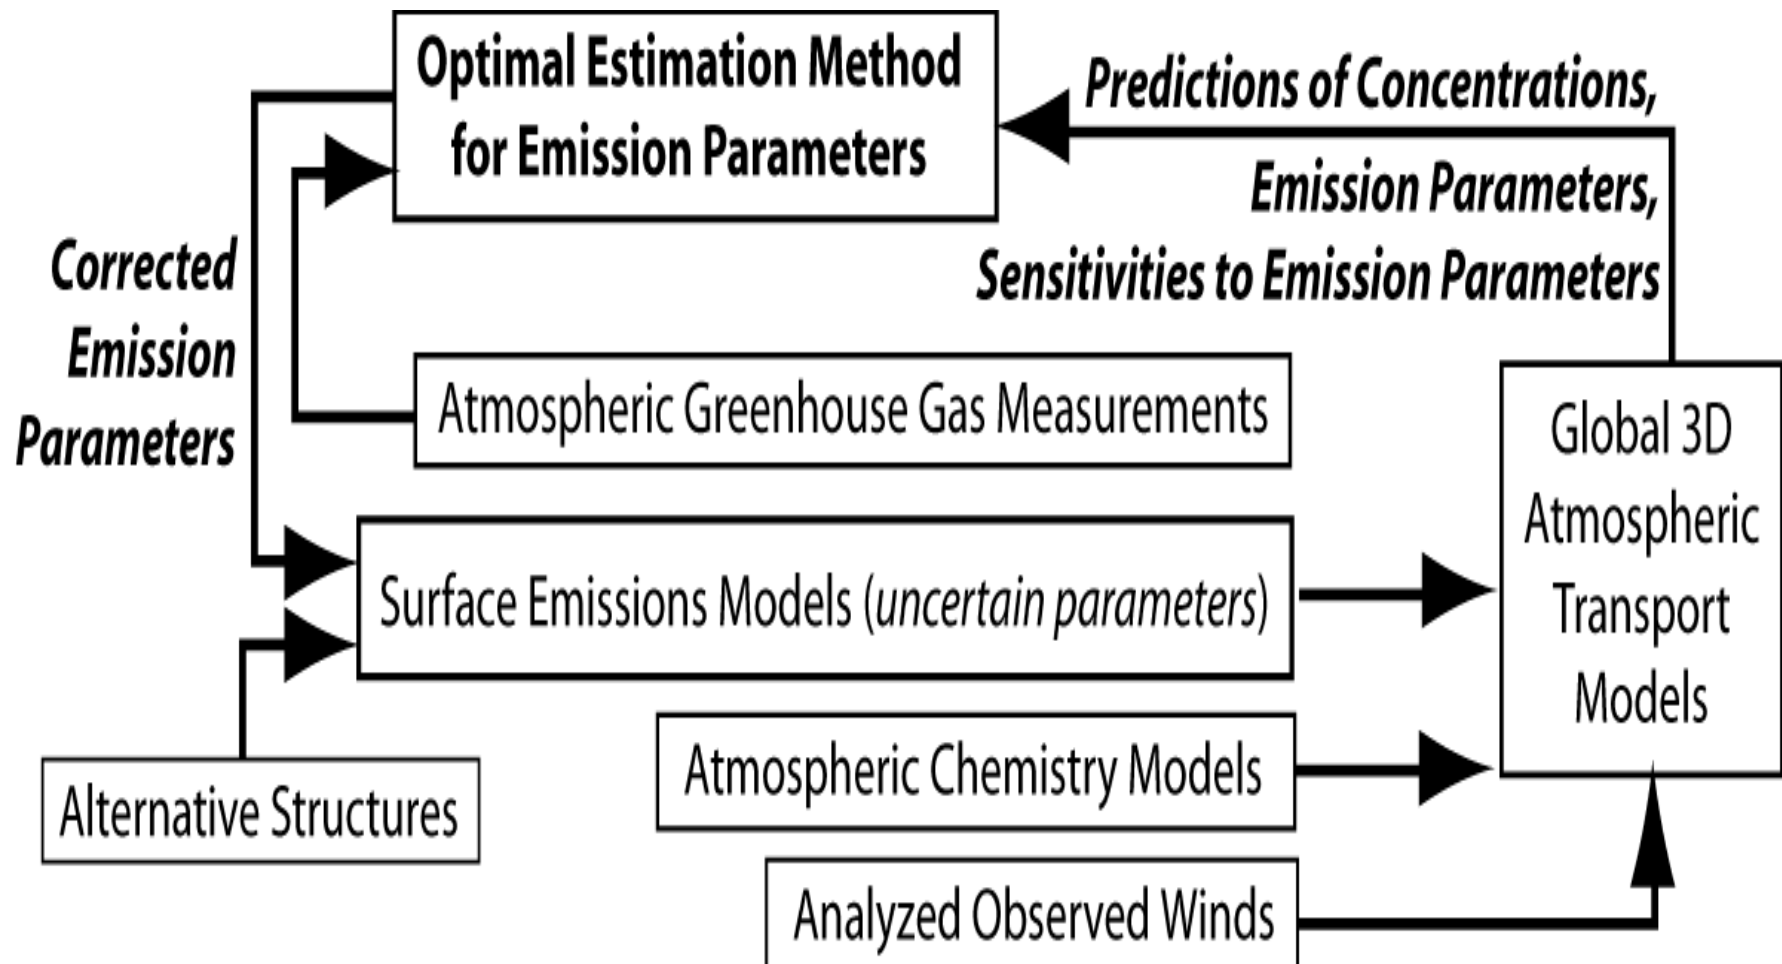 Optimal Estimation Method
for Emission Parameters
Predictions of Concentrations,
Emission Parameters,
Sensitivities to Emission Parameters
Corrected
Emission
Parameters
Atmospheric Greenhouse Gas Measurements
Global 3D
Atmospheric
Transport
Models
Surface Emissions Models (uncertain parameters)
Atmospheric Chemistry Models
Alternative Structures
Analyzed Observed Winds